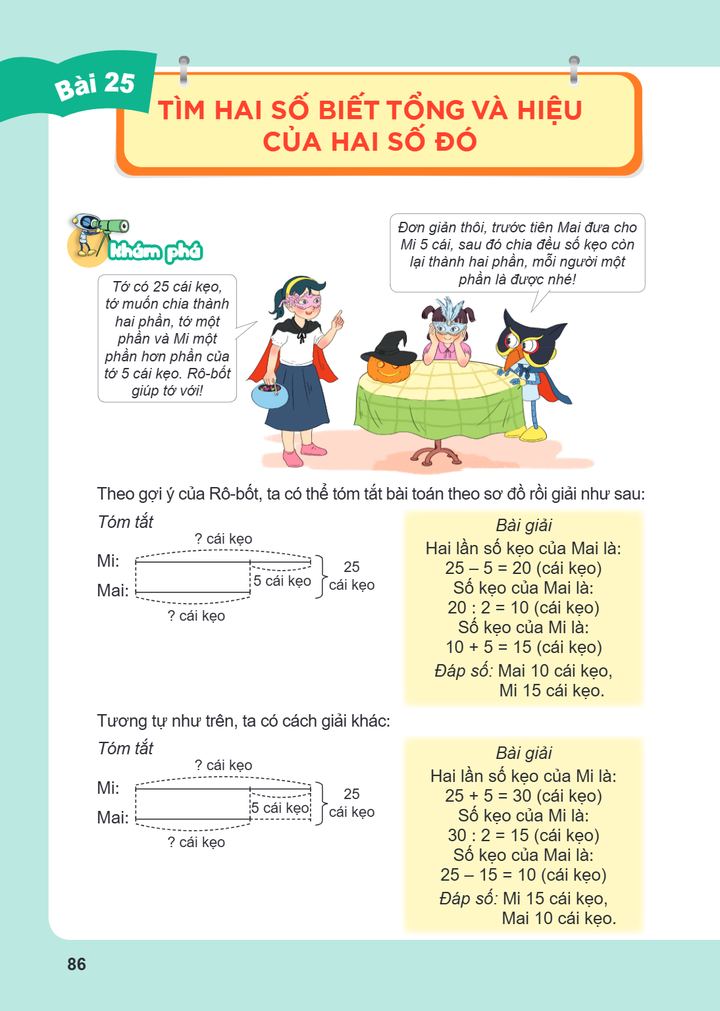 Bài 25
TÌM HAI SỐ BIẾT TỔNG VÀ HIỆU
CỦA HAI SỐ ĐÓ
Khám phá
Đơn giản thôi, trước tiên Mai đưa cho
Mi 5 cái, sau đó chia đều số kẹo còn
lại thành hai phần, mỗi người một
phần là được nhé!
Tớ có 25 cái kẹo,
tớ muốn chia thành
hai phần, tớ một
phần và Mi một
phần hơn phần của
tớ 5 cái kẹo. Rô-bốt
giúp tớ với!
Theo gợi ý của Rô-bốt, ta có thể tóm tắt bài toán theo sơ đồ rồi giải như sau:
Tóm tắt
? cái kẹo
Mi:
Mai:
5 cái kẹo
25
cái kẹo
? cái kẹo
Bài giải
Hai lần số kẹo của Mai là:
25 – 5 = 20 (cái kẹo)
Số kẹo của Mai là:
20 : 2 = 10 (cái kẹo)
Số kẹo của Mi là:
10 + 5 = 15 (cái kẹo)
Đáp số: Mai 10 cái kẹo,
Mi 15 cái kẹo.
Tương tự như trên, ta có cách giải khác:
Tóm tắt
? cái kẹo
Mi:
Mai:
5 cái kẹo
25
cái kẹo
? cái kẹo
Bài giải
Hai lần số kẹo của Mi là:
25 + 5 = 30 (cái kẹo)
Số kẹo của Mi là:
30 : 2 = 15 (cái kẹo)
Số kẹo của Mai là:
25 – 15 = 10 (cái kẹo)
Đáp số: Mi 15 cái kẹo,
Mai 10 cái kẹo.
86